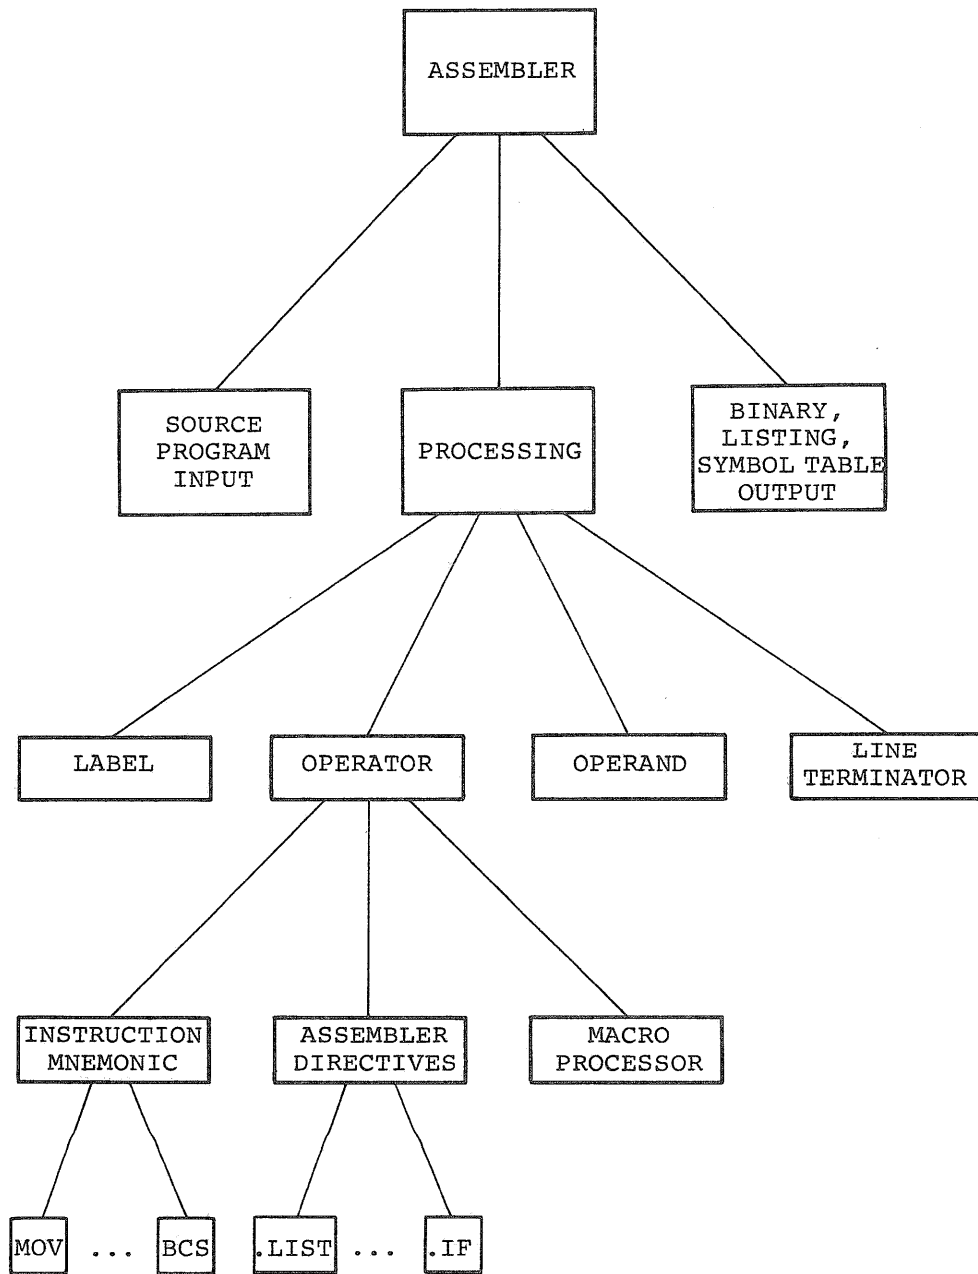 ASSEMBLER
SOURCE
PROGRAM
INPUT
PROCESSING
BINARY,
LISTING,
SYMBOL TABLE
OUTPUT
LABEL
OPERATOR
OPERAND
LINE
TERMINATOR
INSTRUCTION
MNEMONIC
ASSEMBLER
DIRECTIVES
MACRO
PROCESSOR
MOV ... BCS .LIST ... .IF